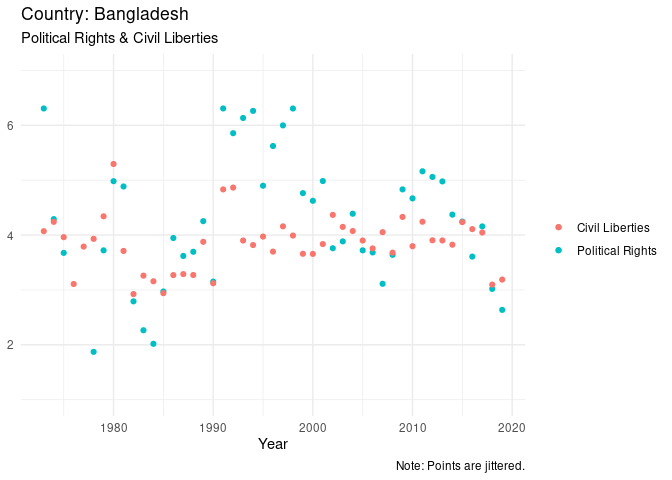 Country: Bangladesh
Political Rights & Civil Liberties
6
4
2
1980 1990 2000 2010 2020
Year
Civil Liberties
Political Rights
Note: Points are jittered.